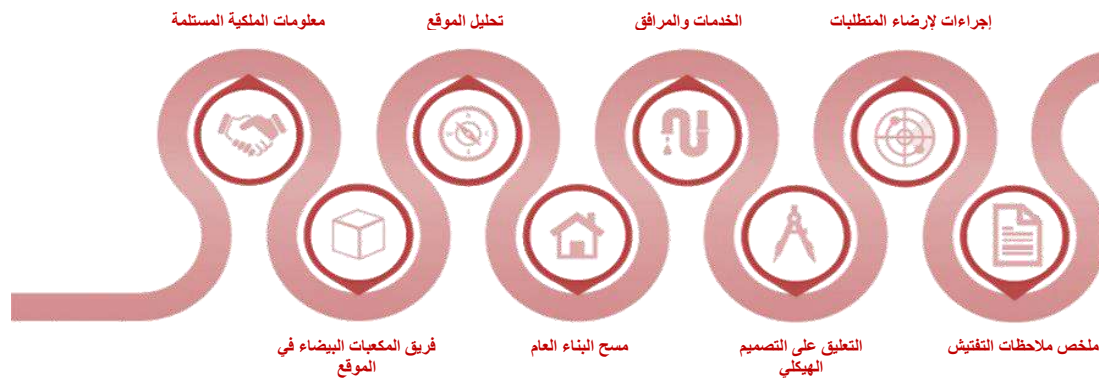 معلومات الملكية المستلمة
تحليل الموقع
الخدمات والمرافق
إجراءات لإرضاء المتطلبات
فريق المكعبات البيضاء في
الموقع
مسح البناء العام
التعليق على التصميم
الهيكلي
ملخص ملاحظات التفتيش